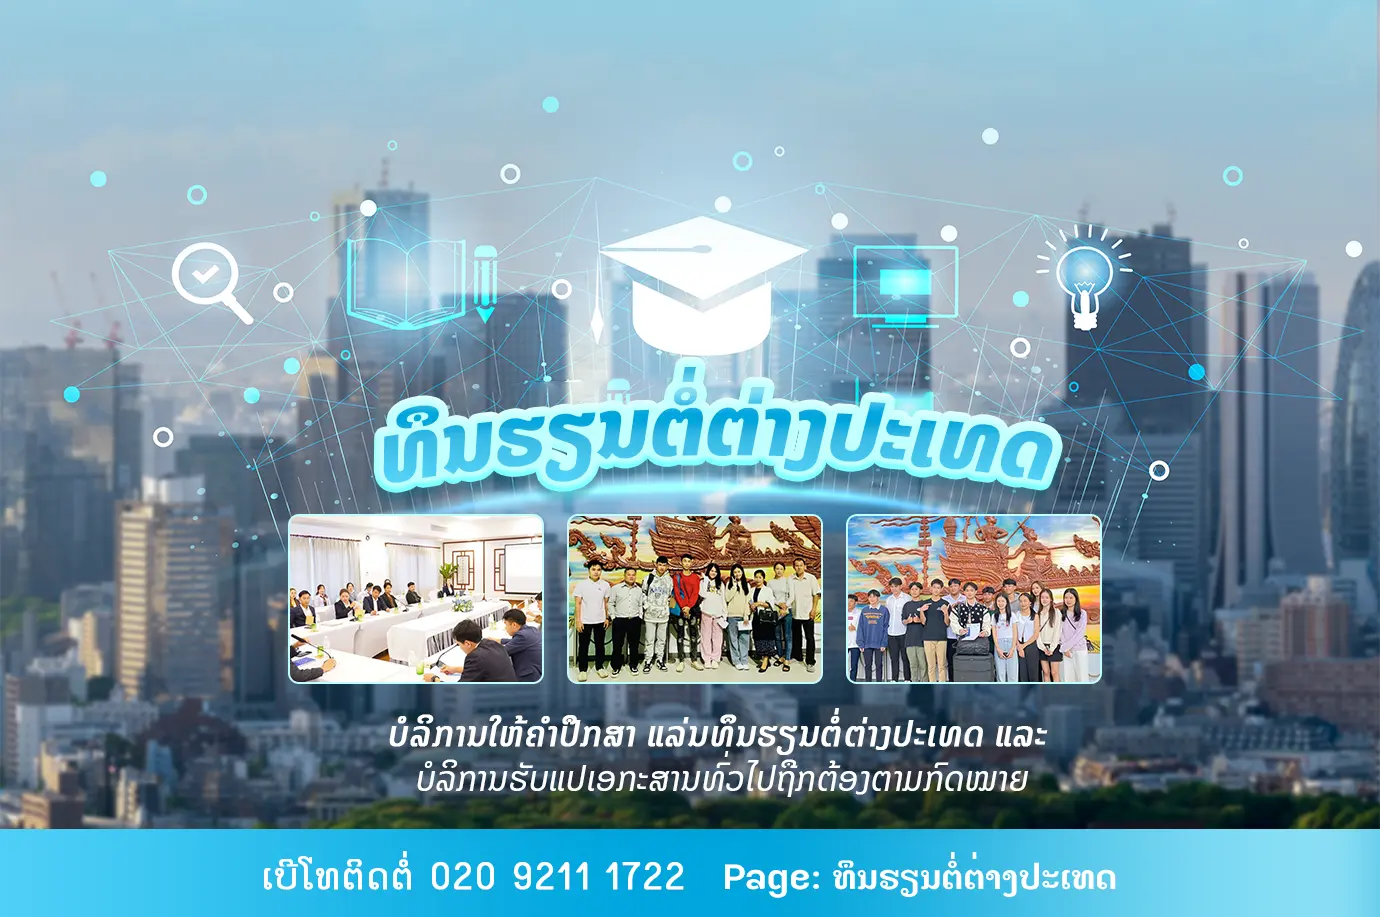 ທຶນຮຽນຕໍ່ຕ່າງປະເທດ
ບໍລິການໃຫ້ຄຳປຶກສາ ແລ່ນທຶນຮຽນຕໍ່ຕ່າງປະເທດ ແລະ
ບໍລິການຮັບແປເອກະສານທົ່ວໄປຖືກຕ້ອງຕາມກົດໝາຍ
ເບີໂທຕິດຕໍ່ 020 9211 1722 Page: ທຶນຮຽນຕໍ່ຕ່າງປະເທດ